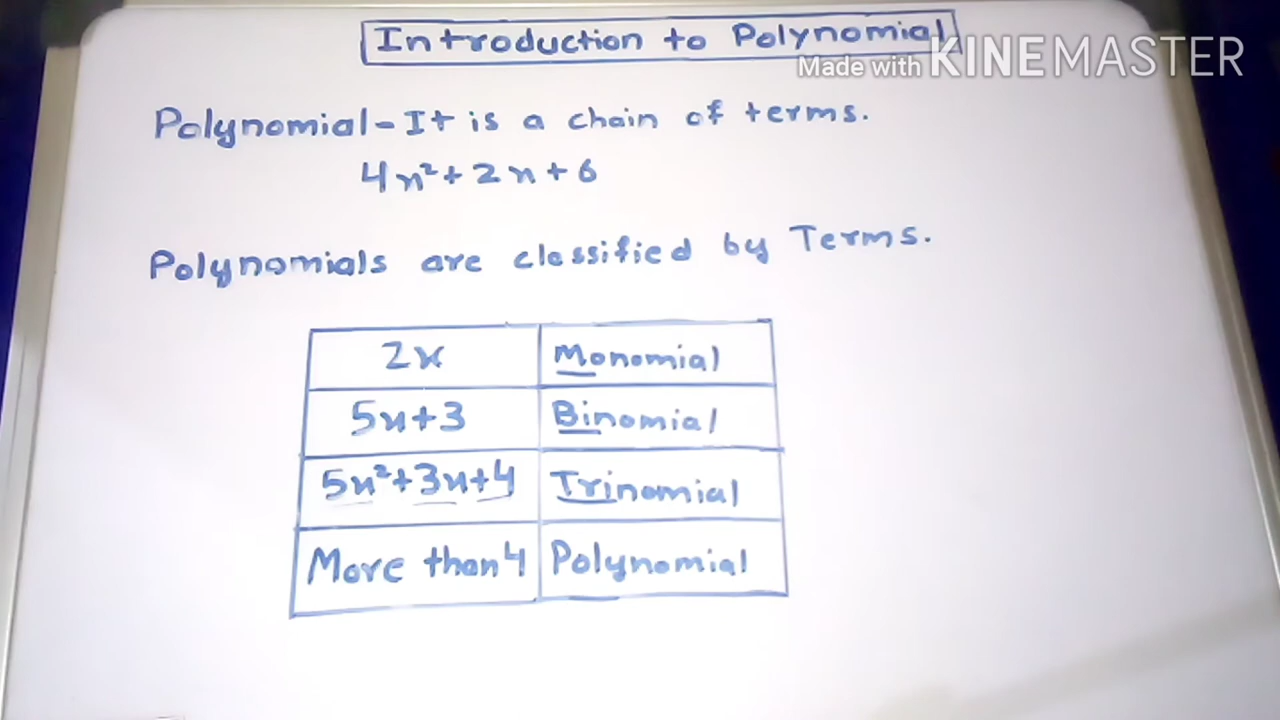 Introduction to Polynomial
Made with KINEMASTER
Polynomial - It is a chain of terms.
4x² + 2x + 6
Polynomials are classified by Terms.
2x Monomial
5x+3 Binomial
5x²+3x+4 Trinomial
More than 4 Polynomial